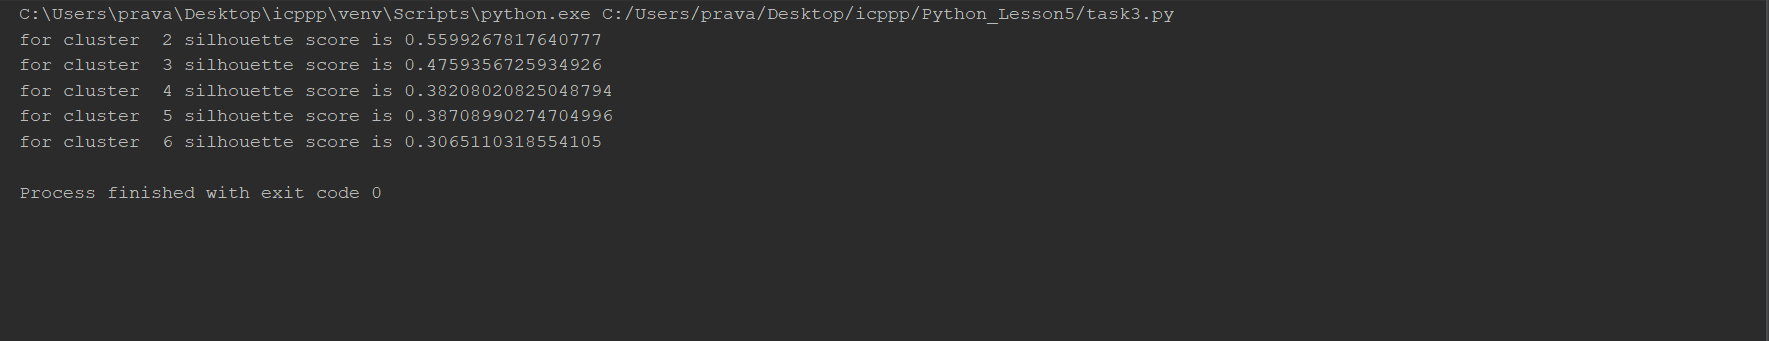 C:\Users\prava\Desktop\icppp\venv\Scripts\python.exe C:/Users/prava/Desktop/icppp/Python_Lesson5/task3.py
for cluster  2 silhouette score is 0.5599267817640777
for cluster  3 silhouette score is 0.4759356725934926
for cluster  4 silhouette score is 0.38208020825048794
for cluster  5 silhouette score is 0.38708990274704996
for cluster  6 silhouette score is 0.3065110318554105
Process finished with exit code 0